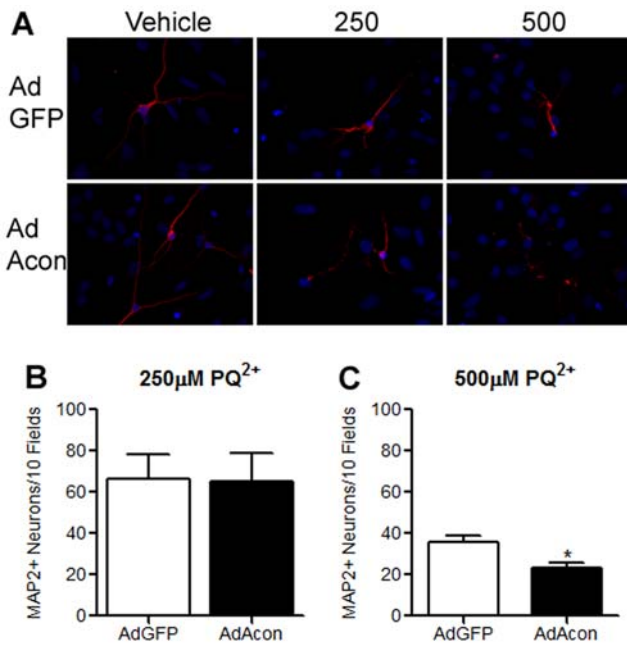 A
Vehicle 250 500
Ad
GFP
Ad
Acon
B 250µM PQ²⁺
MAP2+ Neurons/10 Fields
100
80
60
40
20
0
AdGFP AdAcon
C 500µM PQ²⁺
MAP2+ Neurons/10 Fields
100
80
60
40
20
0
*
AdGFP AdAcon